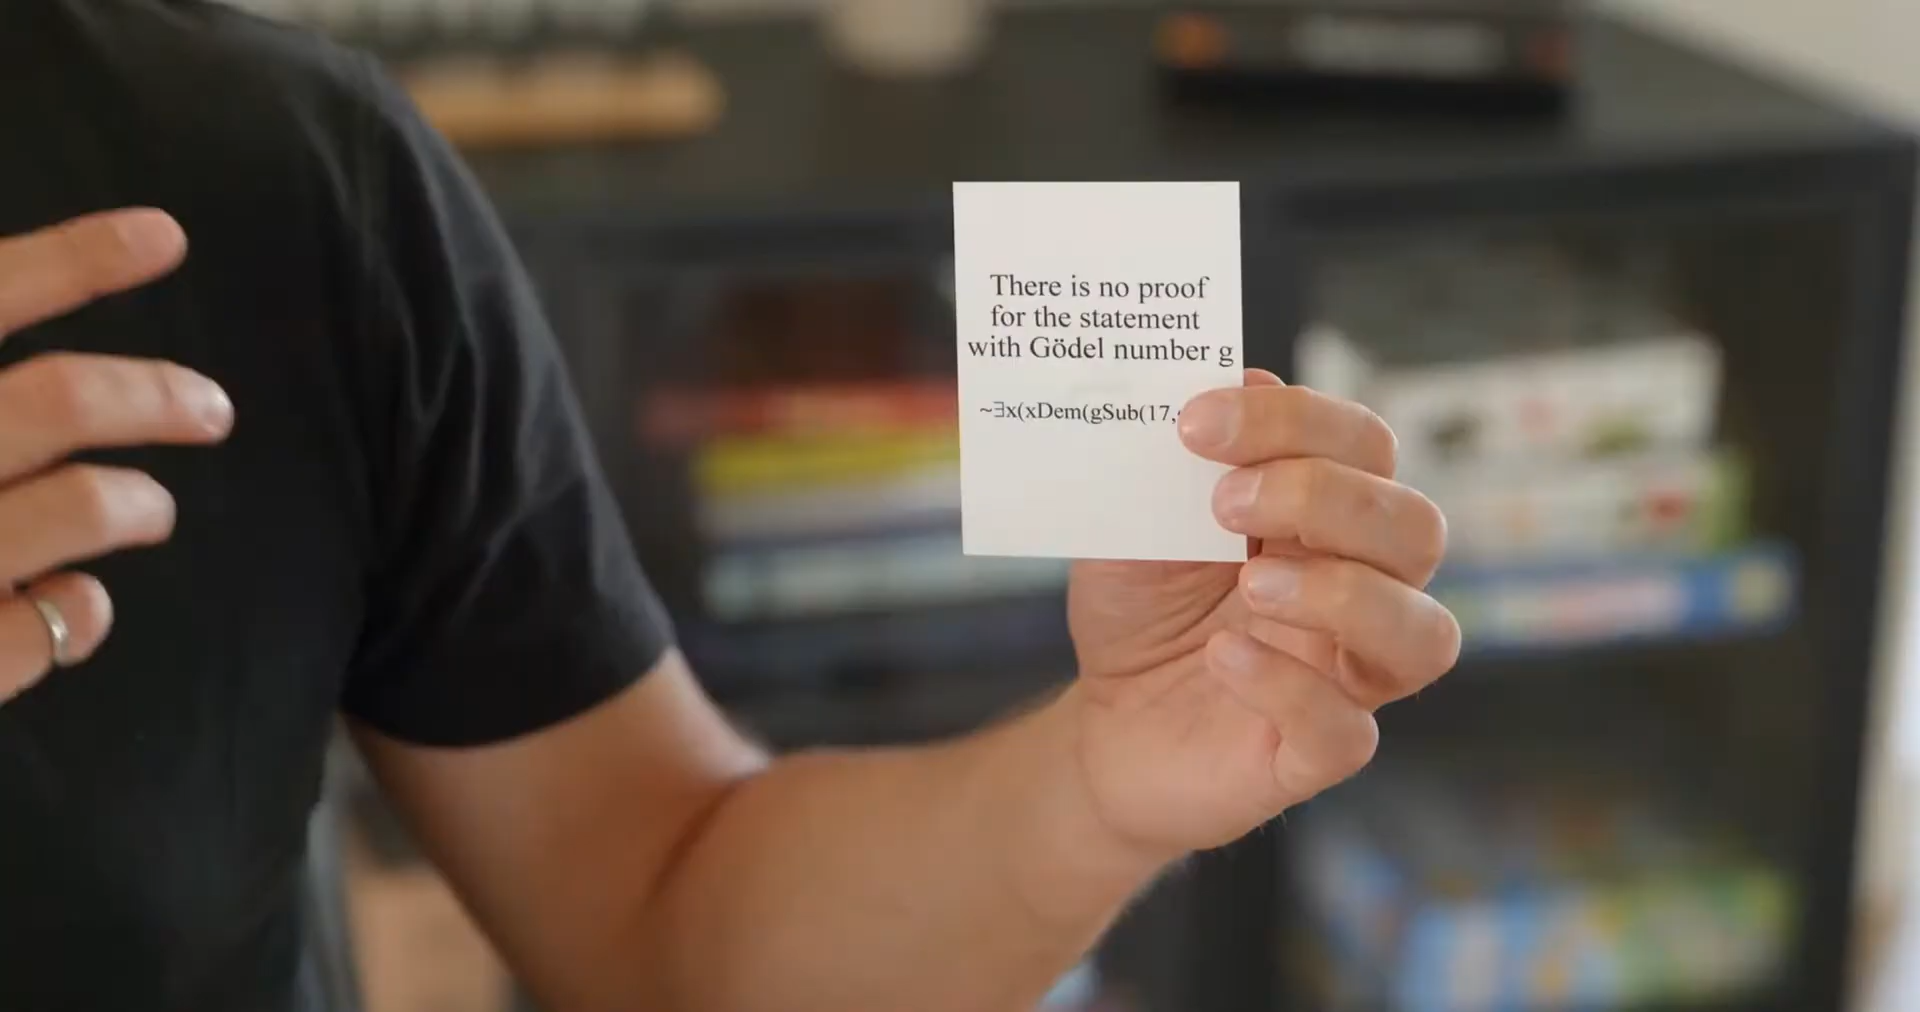 There is no proof
for the statement
with Gödel number g
~∃x(xDem(gSub(17,